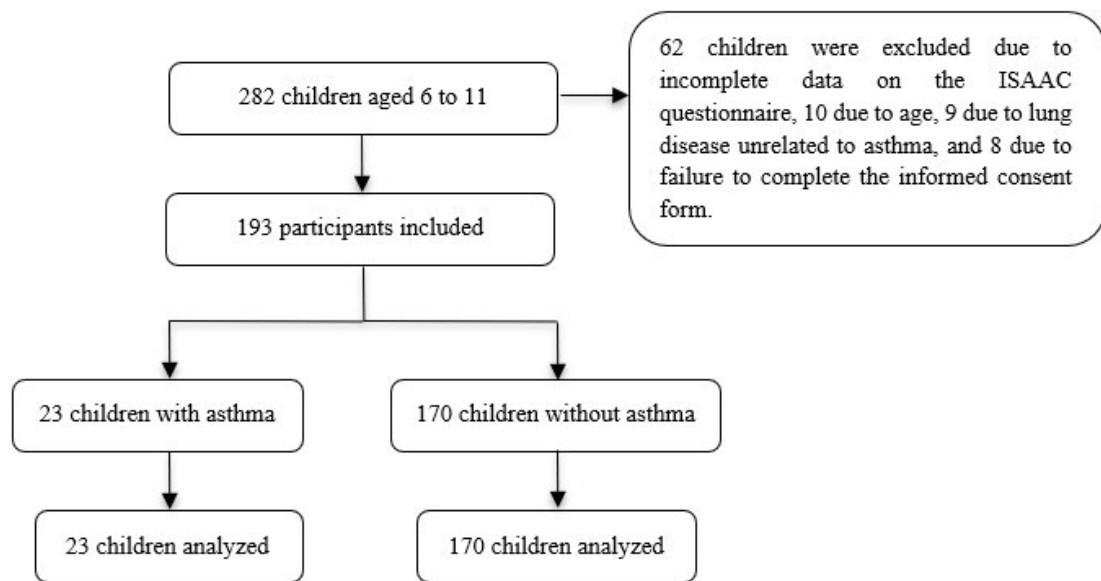 282 children aged 6 to 11
62 children were excluded due to
incomplete data on the ISAAC
questionnaire, 10 due to age, 9 due to lung
disease unrelated to asthma, and 8 due to
failure to complete the informed consent
form.
193 participants included
23 children with asthma
170 children without asthma
23 children analyzed
170 children analyzed